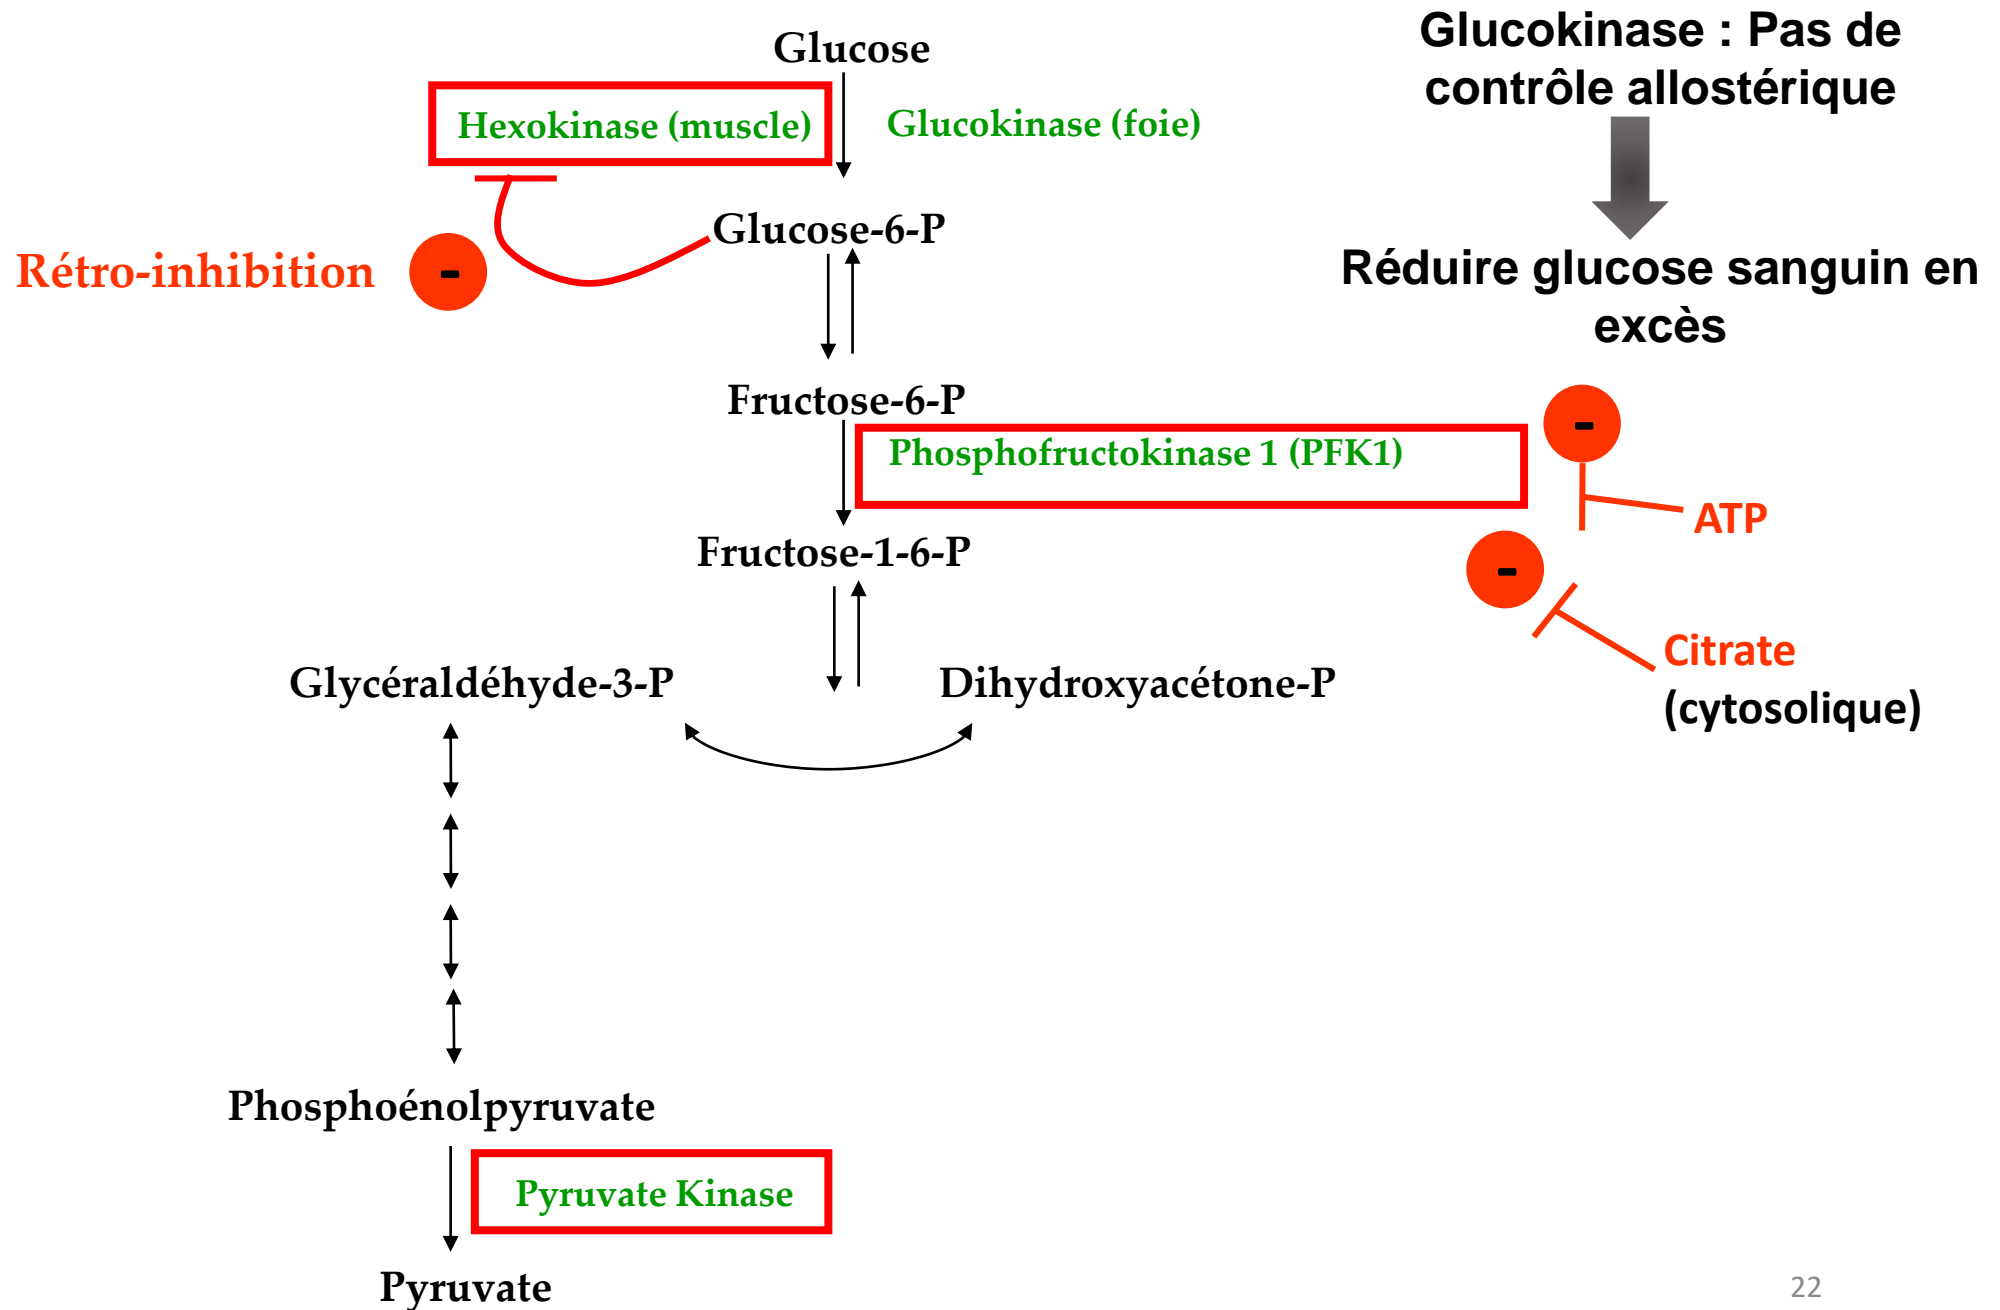 Glucose
Hexokinase (muscle)
Glucokinase (foie)
Glucokinase : Pas de
contrôle allostérique
Glucose-6-P
Rétro-inhibition
-
Réduire glucose sanguin en
excès
Fructose-6-P
Phosphofructokinase 1 (PFK1)
-
ATP
Fructose-1-6-P
-
Citrate
(cytosolique)
Glycéraldéhyde-3-P
Dihydroxyacétone-P
Phosphoénolpyruvate
Pyruvate Kinase
Pyruvate
22